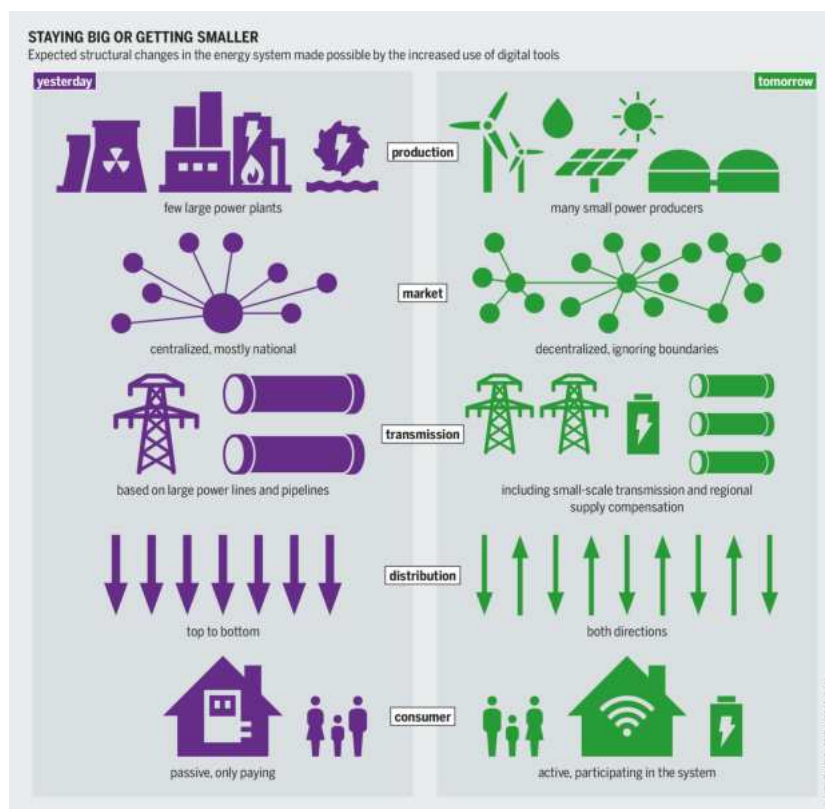 STAYING BIG OR GETTING SMALLER
Expected structural changes in the energy system made possible by the increased use of digital tools
yesterday
tomorrow
production
few large power plants
many small power producers
market
centralized, mostly national
decentralized, ignoring boundaries
transmission
based on large power lines and pipelines
including small-scale transmission and regional
supply compensation
distribution
top to bottom
both directions
consumer
passive, only paying
active, participating in the system